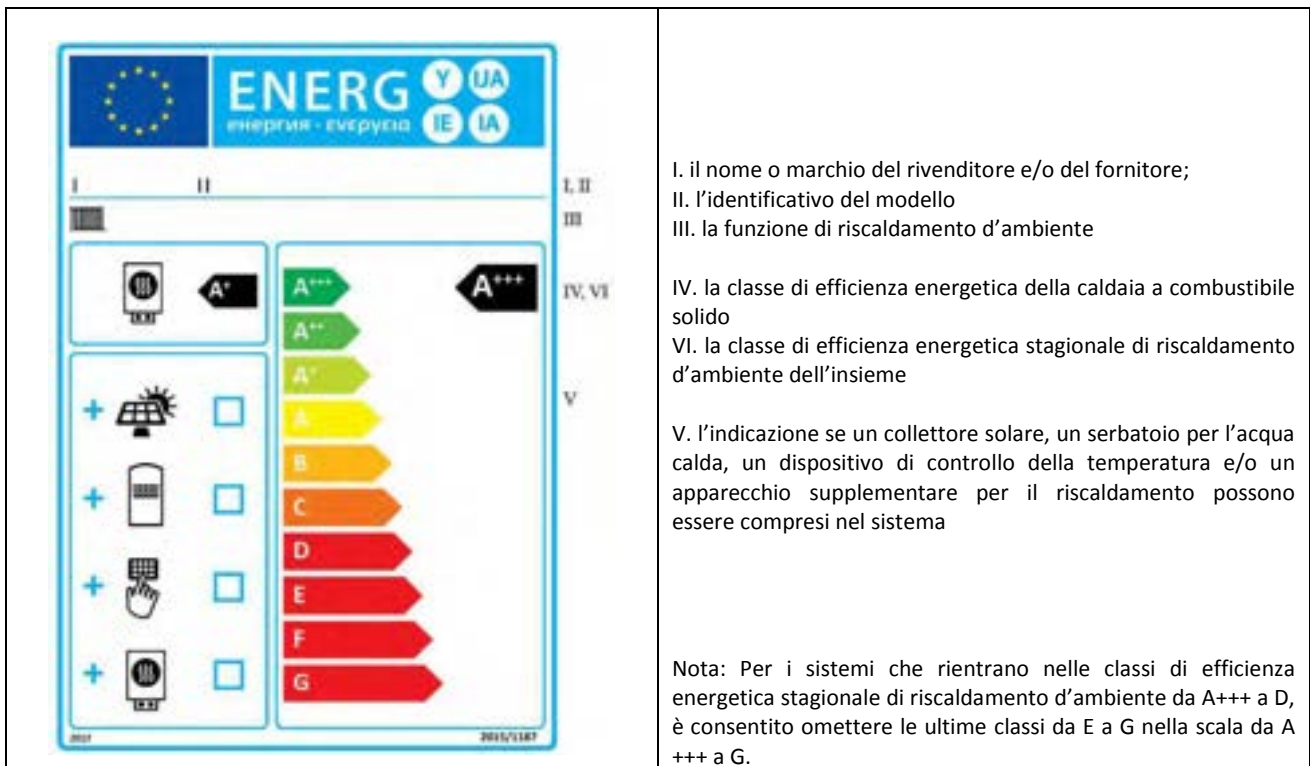 ENERG Y UA
енергия · ενεργεια IE IA
I II
I, II
III
A+
A+++
A+++
IV, VI
A++
A+
A
V
B
C
D
E
F
G
2017
2015/1187
I. il nome o marchio del rivenditore e/o del fornitore;
II. l’identificativo del modello
III. la funzione di riscaldamento d’ambiente
IV. la classe di efficienza energetica della caldaia a combustibile
solido
VI. la classe di efficienza energetica stagionale di riscaldamento
d’ambiente dell’insieme
V. l’indicazione se un collettore solare, un serbatoio per l’acqua
calda, un dispositivo di controllo della temperatura e/o un
apparecchio supplementare per il riscaldamento possono
essere compresi nel sistema
Nota: Per i sistemi che rientrano nelle classi di efficienza
energetica stagionale di riscaldamento d’ambiente da A+++ a D,
è consentito omettere le ultime classi da E a G nella scala da A
+++ a G.